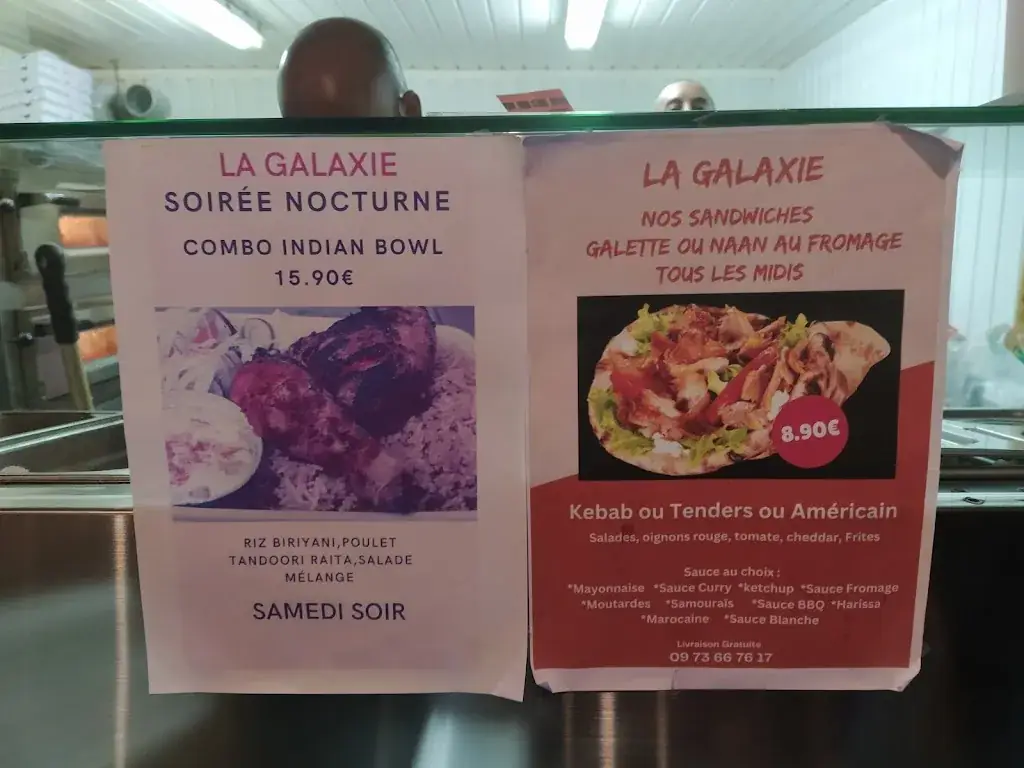 LA GALAXIE
SOIRÉE NOCTURNE
COMBO INDIAN BOWL
15.90€
RIZ BIRIYANI,POULET
TANDOORI RAITA,SALADE
MÉLANGE
SAMEDI SOIR
LA GALAXIE
NOS SANDWICHES
GALETTE OU NAAN AU FROMAGE
TOUS LES MIDIS
8.90€
Kebab ou Tenders ou Américain
Salades, oignons rouge, tomate, cheddar, Frites
Sauce au choix :
*Mayonnaise *Sauce Curry *ketchup *Sauce Fromage
*Moutardes *Samourais *Sauce BBQ *Harissa
*Marocaine *Sauce Blanche
Livraison Gratuite
09 73 66 76 17